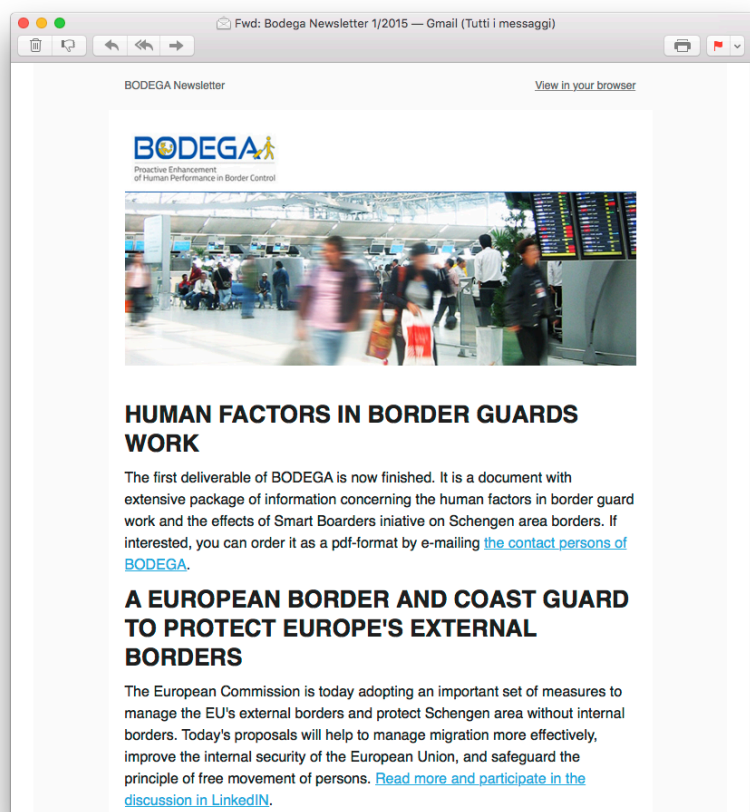 Fwd: Bodega Newsletter 1/2015 — Gmail (Tutti i messaggi)
BODEGA Newsletter
View in your browser
BODEGA
Proactive Enhancement
of Human Performance in Border Control
HUMAN FACTORS IN BORDER GUARDS
WORK
The first deliverable of BODEGA is now finished. It is a document with
extensive package of information concerning the human factors in border guard
work and the effects of Smart Boarders iniative on Schengen area borders. If
interested, you can order it as a pdf-format by e-mailing the contact persons of
BODEGA.
A EUROPEAN BORDER AND COAST GUARD
TO PROTECT EUROPE'S EXTERNAL
BORDERS
The European Commission is today adopting an important set of measures to
manage the EU's external borders and protect Schengen area without internal
borders. Today's proposals will help to manage migration more effectively,
improve the internal security of the European Union, and safeguard the
principle of free movement of persons. Read more and participate in the
discussion in LinkedIN.